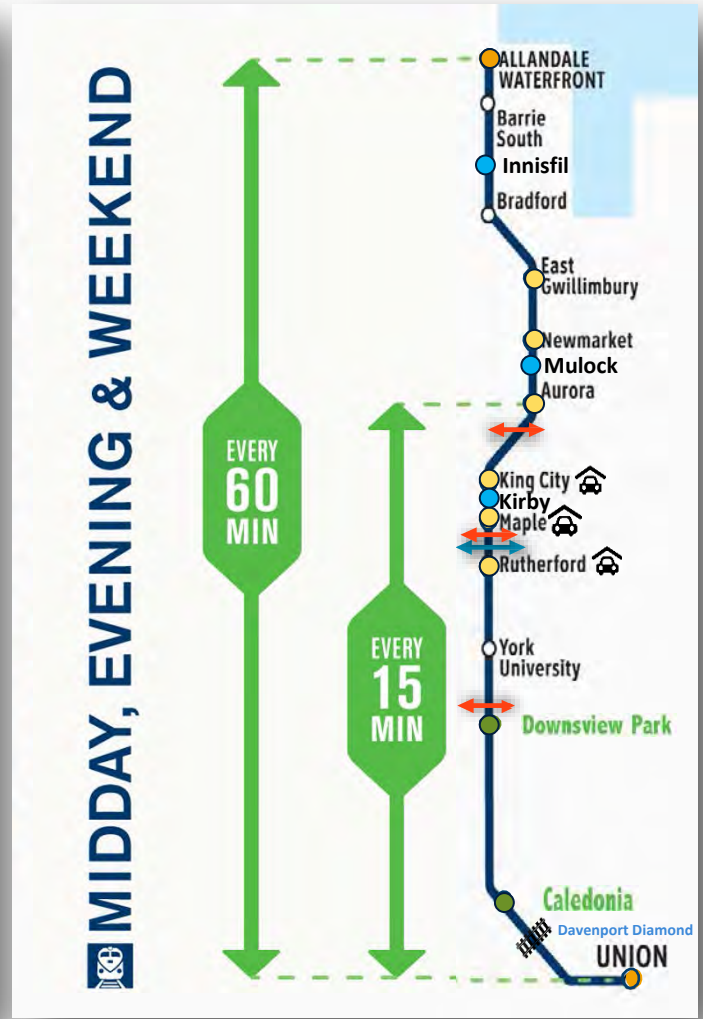 MIDDAY, EVENING & WEEKEND
EVERY
60
MIN
EVERY
15
MIN
ALLANDALE
WATERFRONT
Barrie
South
Innisfil
Bradford
East
Gwillimbury
Newmarket
Mulock
Aurora
King City
Kirby
Maple
Rutherford
York
University
Downsview Park
Caledonia
Davenport Diamond
UNION